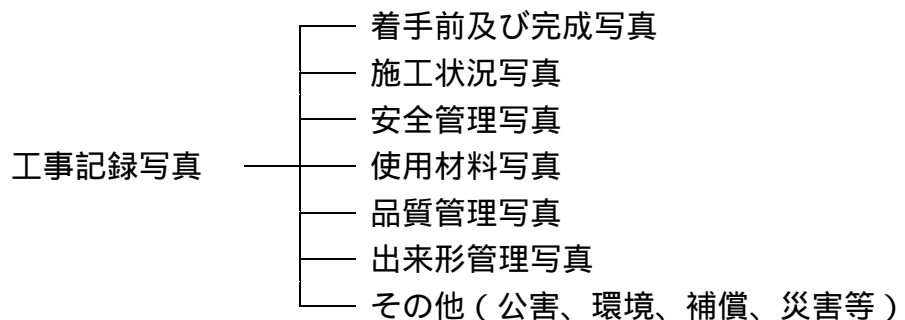 着手前及び完成写真
施工状況写真
安全管理写真
工事記録写真
使用材料写真
品質管理写真
出来形管理写真
その他(公害、環境、補償、災害等)